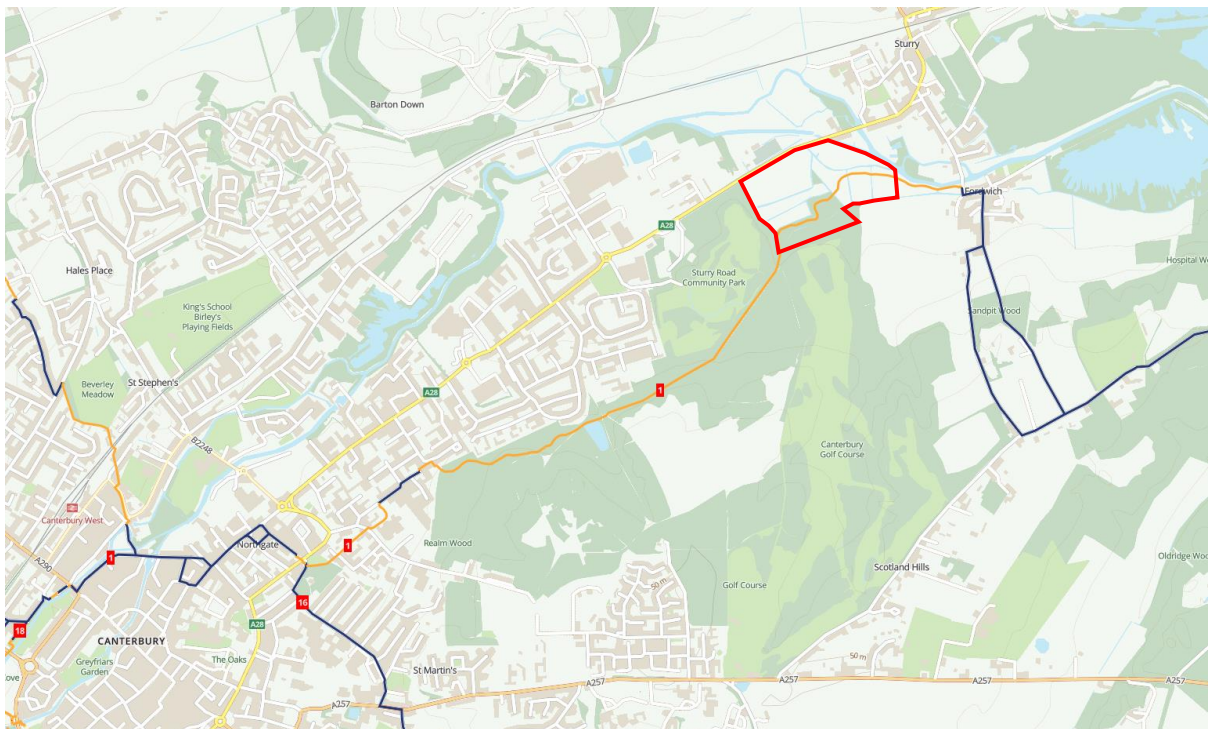 Sturry
Barton Down
Fordwich
A28
Hales Place
Sturry Road
Community Park
Hospital We
King's School
Birley's
Playing Fields
Sandpit Wood
St Stephen's
Beverley
Meadow
A28
1
B2248
Canterbury
Golf Course
Canterbury West
Northgate
1
Realm Wood
1
A290
Oldridge Woo
Scotland Hills
50 m
Golf Course
16
18
A28
CANTERBURY
The Oaks
Greyfriars
Garden
St Martin's
50 m
A257
A257
A257
A257